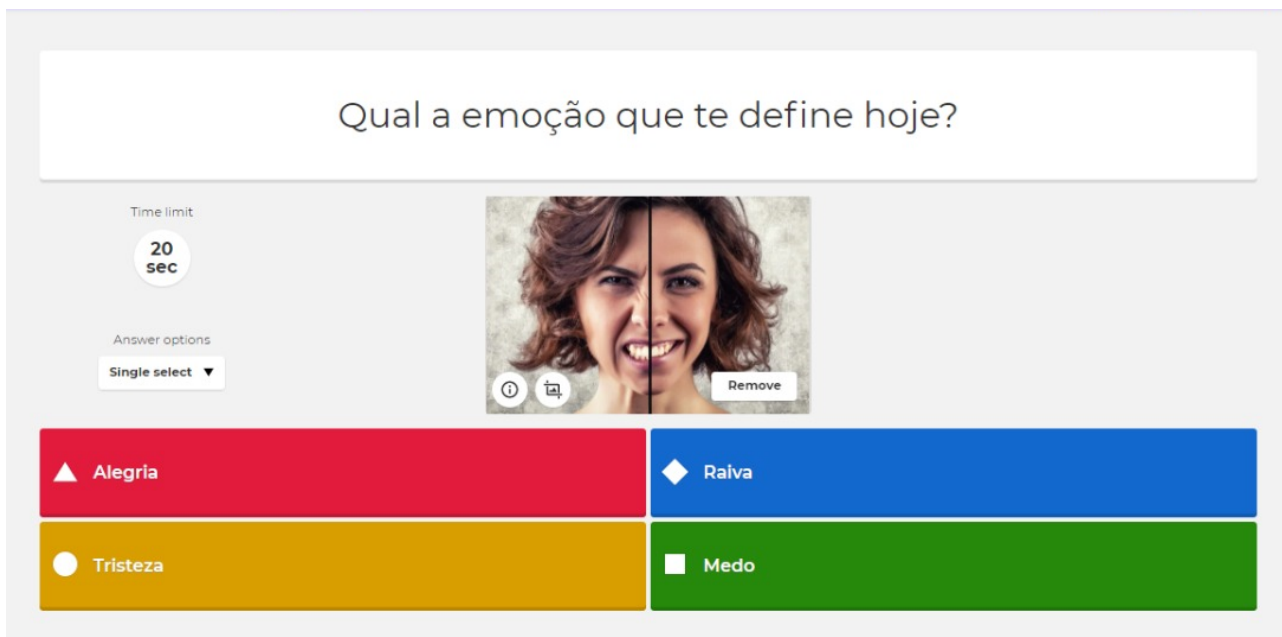 Qual a emoção que te define hoje?
Time limit
20
sec
Answer options
Single select
Remove
Alegria
Raiva
Tristeza
Medo